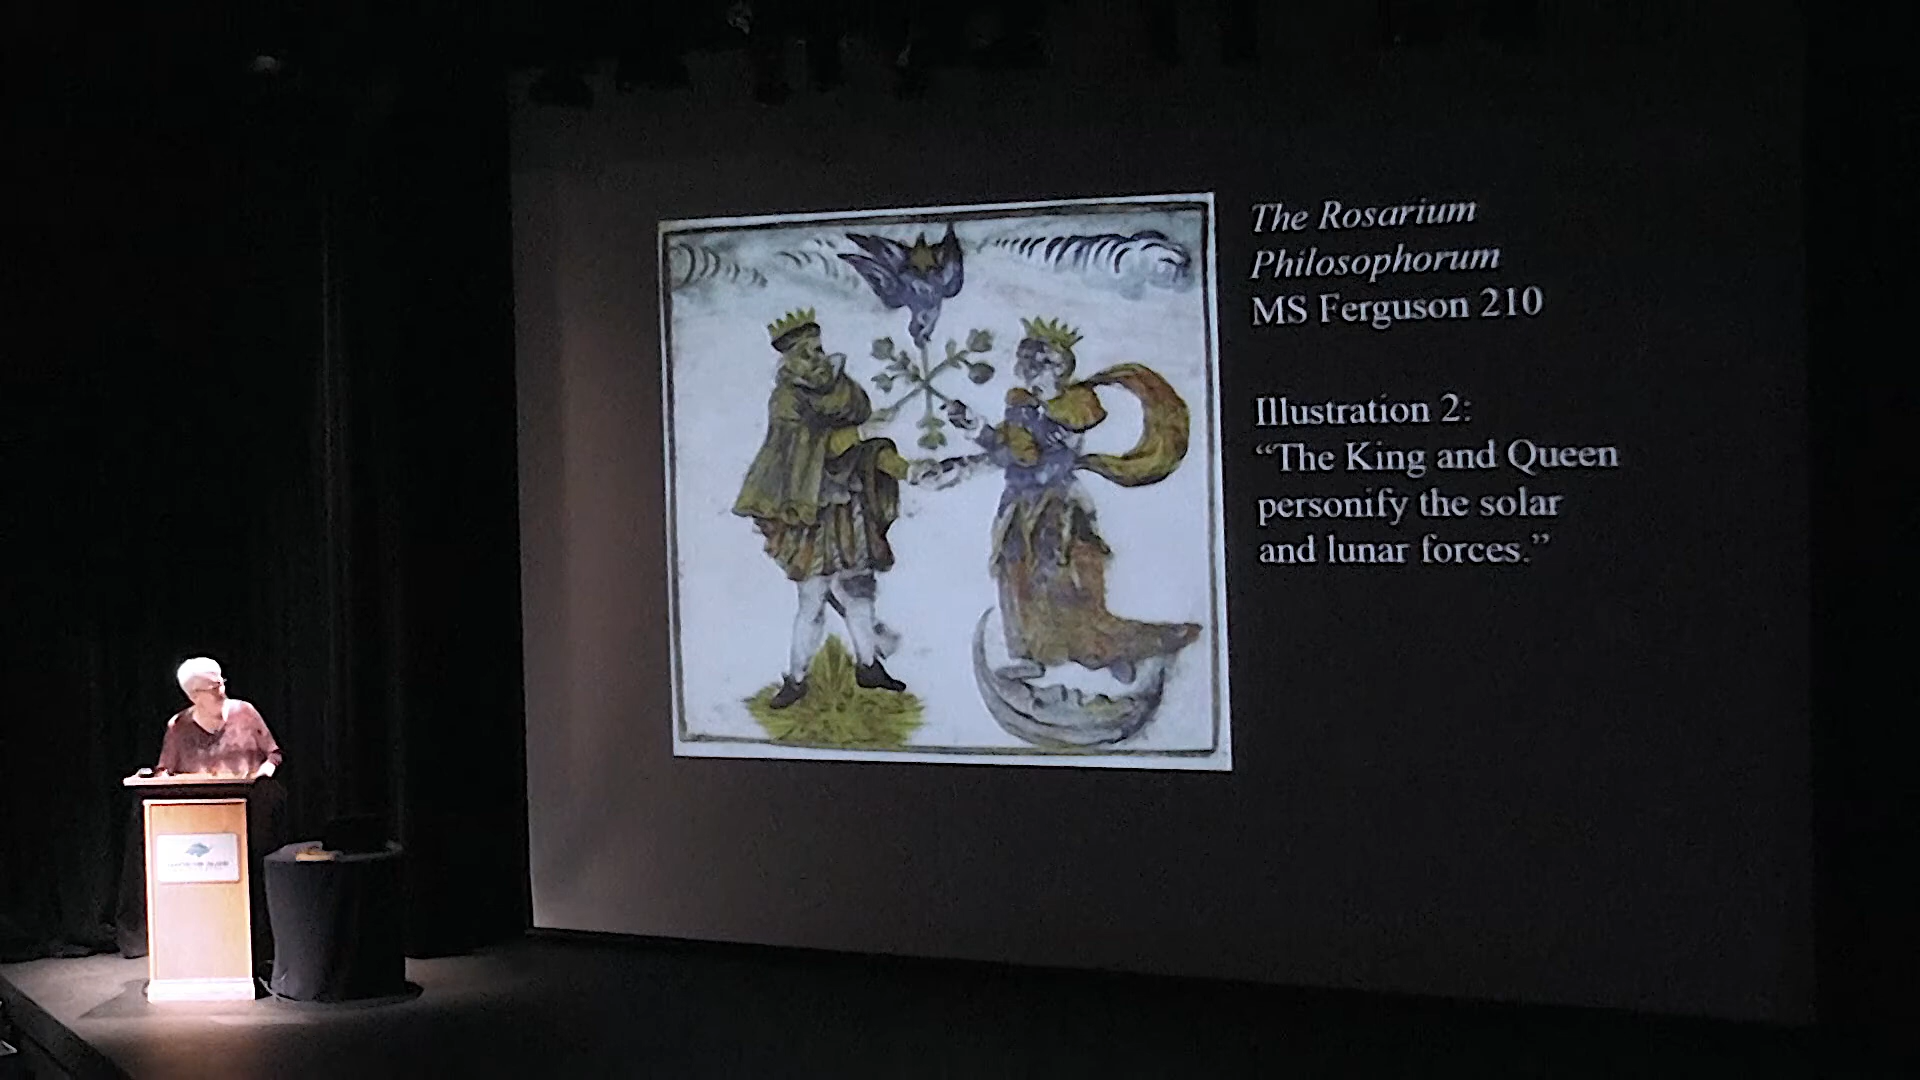 The Rosarium
Philosophorum
MS Ferguson 210
Illustration 2:
“The King and Queen
personify the solar
and lunar forces.”